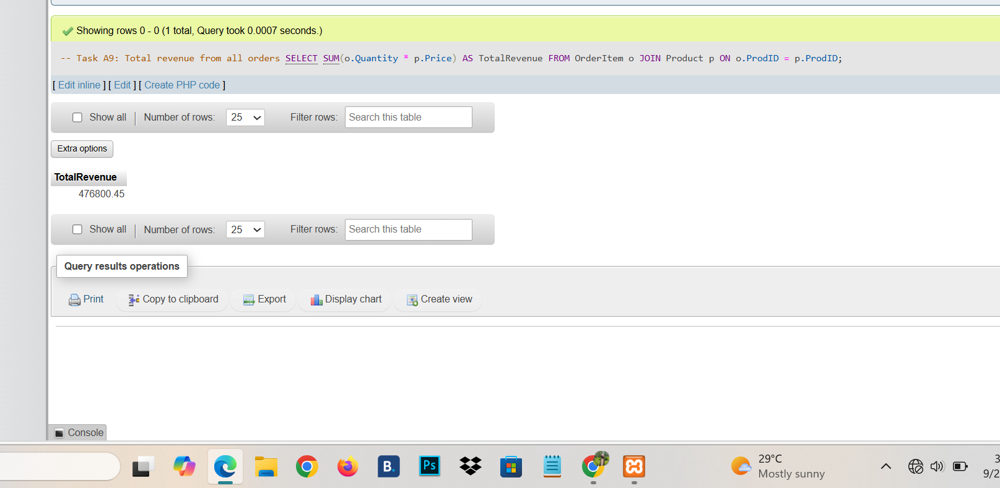 Showing rows 0 - 0 (1 total, Query took 0.0007 seconds.)
-- Task A9: Total revenue from all orders SELECT SUM(o.Quantity * p.Price) AS TotalRevenue FROM OrderItem o JOIN Product p ON o.ProdID = p.ProdID;
[ Edit inline ] [ Edit ] [ Create PHP code ]
Show all | Number of rows: 25 Filter rows: Search this table
Extra options
TotalRevenue
476800.45
Show all | Number of rows: 25 Filter rows: Search this table
Query results operations
Print Copy to clipboard Export Display chart Create view
Console
B. Ps
29°C
Mostly sunny
3
9/2